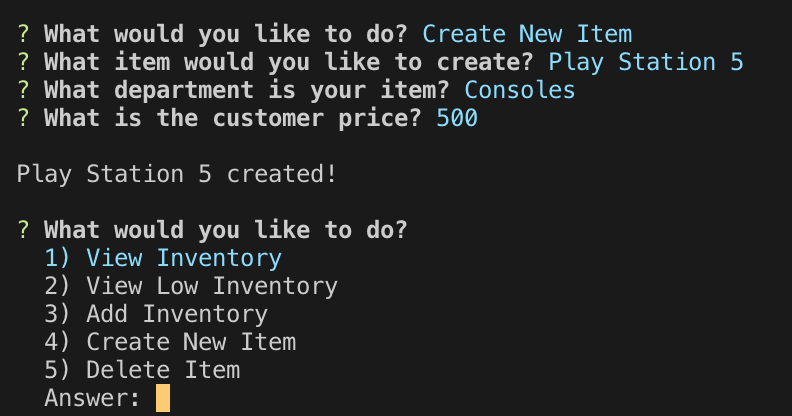 ? What would you like to do? Create New Item
? What item would you like to create? Play Station 5
? What department is your item? Consoles
? What is the customer price? 500
Play Station 5 created!
? What would you like to do?
1) View Inventory
2) View Low Inventory
3) Add Inventory
4) Create New Item
5) Delete Item
Answer: